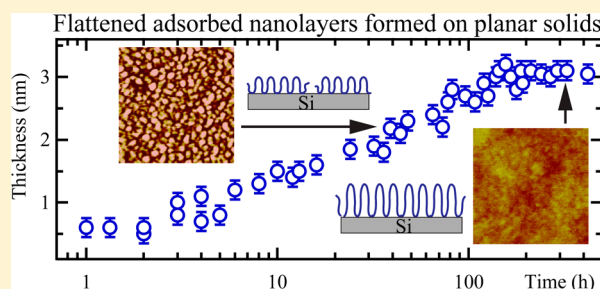 Flattened adsorbed nanolayers formed on planar solids
Thickness (nm)
3
2
1
Si
Si
1
10
100
Time (h)